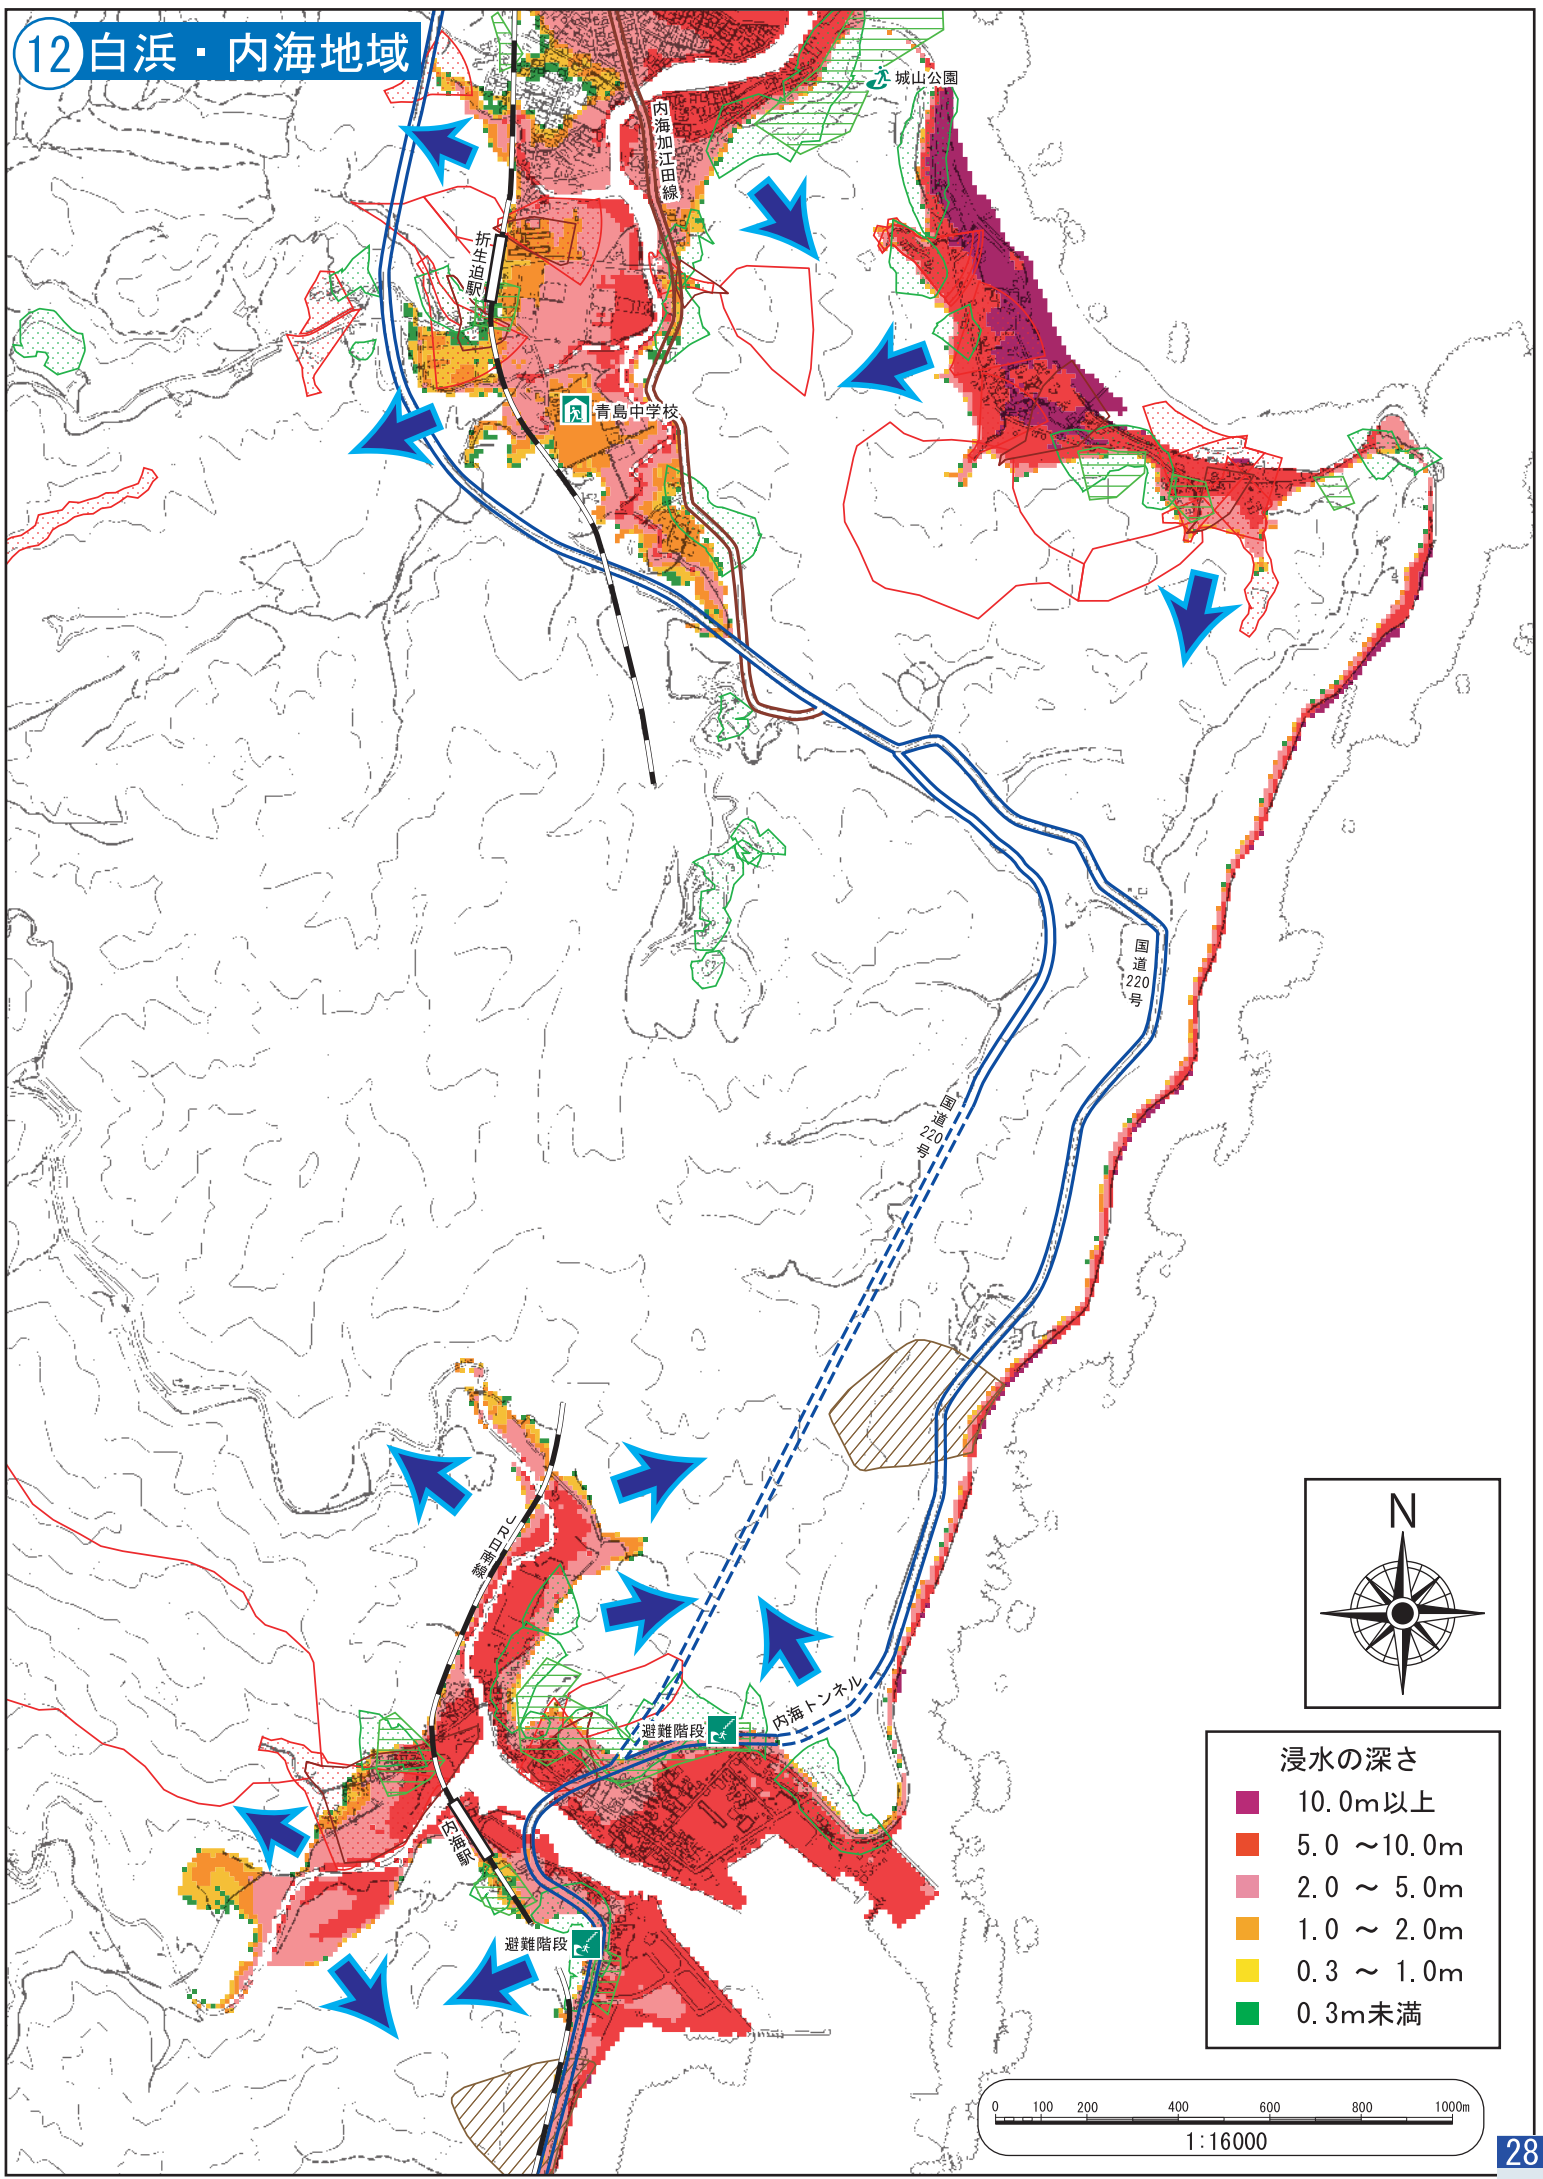 12 白浜・内海地域
城山公園
内海加江田線
折生迫駅
青島中学校
国道220号
国道220号
JR日南線
避難階段
内海トンネル
内海駅
避難階段
N
浸水の深さ
10.0m以上
5.0 ～10.0m
2.0 ～ 5.0m
1.0 ～ 2.0m
0.3 ～ 1.0m
0.3m未満
0 100 200 400 600 800 1000m
1:16000
28